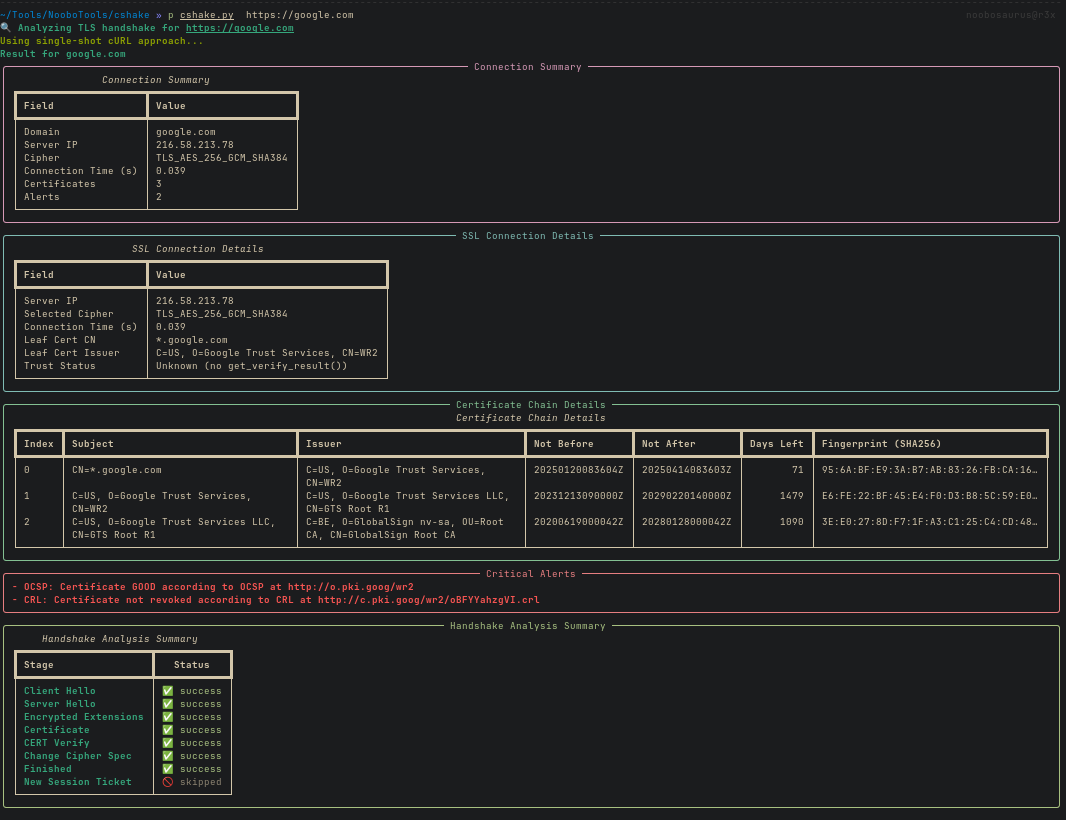 ~/Tools/NooboTools/cshake » p cshake.py https://google.com noobosaurus@r3x
🔍 Analyzing TLS handshake for https://google.com
Using single-shot cURL approach...
Result for google.com
Connection Summary
Connection Summary
Field Value
Domain google.com
Server IP 216.58.213.78
Cipher TLS_AES_256_GCM_SHA384
Connection Time (s) 0.039
Certificates 3
Alerts 2
SSL Connection Details
SSL Connection Details
Field Value
Server IP 216.58.213.78
Selected Cipher TLS_AES_256_GCM_SHA384
Connection Time (s) 0.039
Leaf Cert CN *.google.com
Leaf Cert Issuer C=US, O=Google Trust Services, CN=WR2
Trust Status Unknown (no get_verify_result())
Certificate Chain Details
Certificate Chain Details
Index Subject Issuer Not Before Not After Days Left Fingerprint (SHA256)
0 CN=*.google.com C=US, O=Google Trust Services, 20250120083604Z 20250414083603Z 71 95:6A:BF:E9:3A:B7:AB:83:26:FB:CA:16…
CN=WR2
1 C=US, O=Google Trust Services, C=US, O=Google Trust Services LLC, 20231213090000Z 20290220140000Z 1479 E6:FE:22:BF:45:E4:F0:D3:B8:5C:59:E0…
CN=WR2 CN=GTS Root R1
2 C=US, O=Google Trust Services LLC, C=BE, O=GlobalSign nv-sa, OU=Root 20200619000042Z 20280128000042Z 1090 3E:E0:27:8D:F7:1F:A3:C1:25:C4:CD:48…
CN=GTS Root R1 CA, CN=GlobalSign Root CA
Critical Alerts
- OCSP: Certificate GOOD according to OCSP at http://o.pki.goog/wr2
- CRL: Certificate not revoked according to CRL at http://c.pki.goog/wr2/oBFYYahzgVI.crl
Handshake Analysis Summary
Handshake Analysis Summary
Stage Status
Client Hello ✅ success
Server Hello ✅ success
Encrypted Extensions ✅ success
Certificate ✅ success
CERT Verify ✅ success
Change Cipher Spec ✅ success
Finished ✅ success
New Session Ticket 🚫 skipped